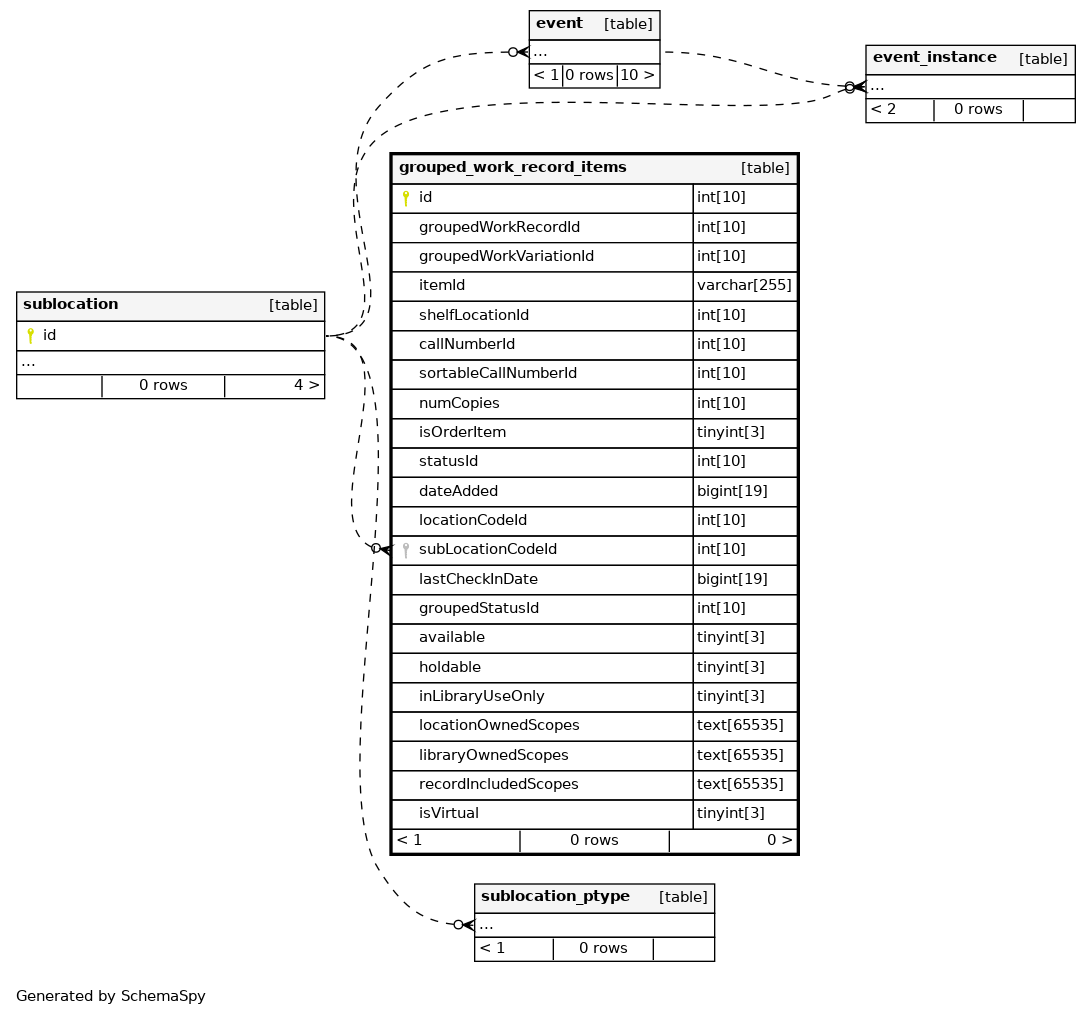 event [table]
...
< 1 0 rows 10 >
event_instance [table]
...
< 2 0 rows
grouped_work_record_items [table]
id int[10]
groupedWorkRecordId int[10]
groupedWorkVariationId int[10]
itemId varchar[255]
shelfLocationId int[10]
callNumberId int[10]
sortableCallNumberId int[10]
numCopies int[10]
isOrderItem tinyint[3]
statusId int[10]
dateAdded bigint[19]
locationCodeId int[10]
subLocationCodeId int[10]
lastCheckInDate bigint[19]
groupedStatusId int[10]
available tinyint[3]
holdable tinyint[3]
inLibraryUseOnly tinyint[3]
locationOwnedScopes text[65535]
libraryOwnedScopes text[65535]
recordIncludedScopes text[65535]
isVirtual tinyint[3]
< 1 0 rows 0 >
sublocation [table]
id
...
0 rows 4 >
sublocation_ptype [table]
...
< 1 0 rows
Generated by SchemaSpy